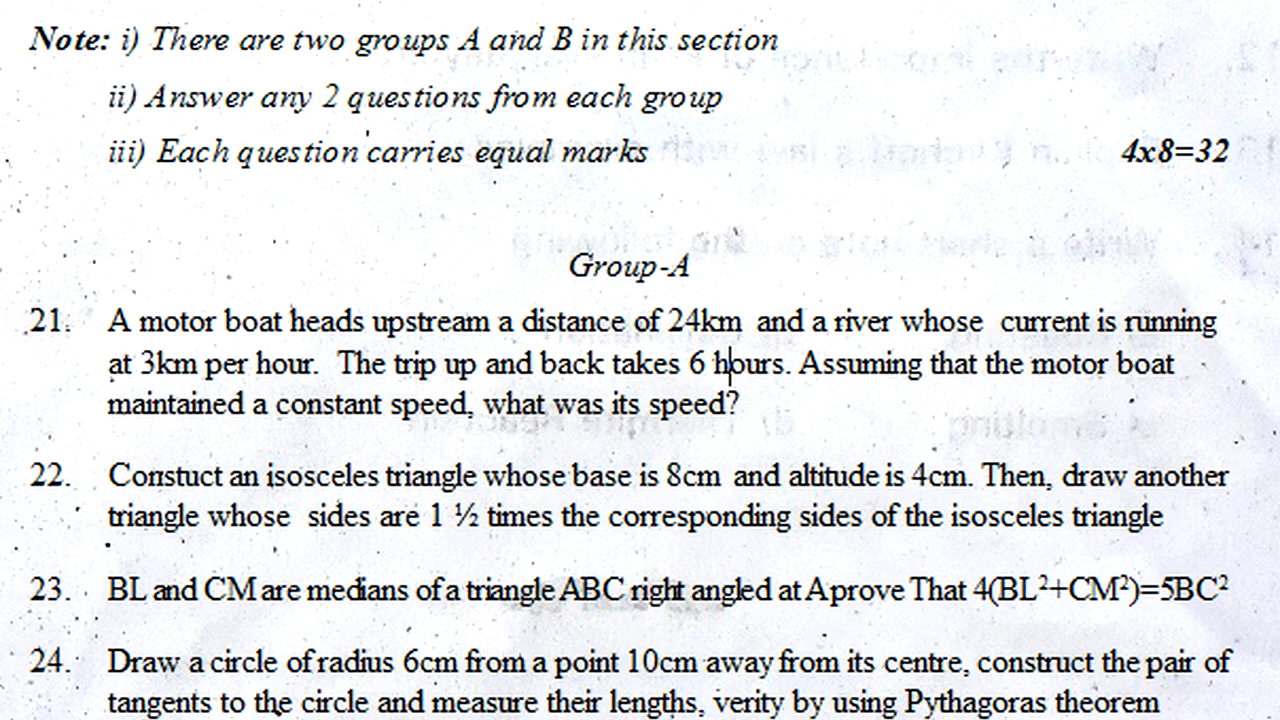 Note: i) There are two groups A and B in this section
ii) Answer any 2 questions from each group
iii) Each question carries equal marks 4x8=32
Group-A
21. A motor boat heads upstream a distance of 24km and a river whose current is running
at 3km per hour. The trip up and back takes 6 hours. Assuming that the motor boat
maintained a constant speed, what was its speed?
22. Constuct an isosceles triangle whose base is 8cm and altitude is 4cm. Then, draw another
triangle whose sides are 1 ½ times the corresponding sides of the isosceles triangle
23. BL and CM are medians of a triangle ABC right angled at A prove That 4(BL²+CM²)=5BC²
24. Draw a circle of radius 6cm from a point 10cm away from its centre, construct the pair of
tangents to the circle and measure their lengths, verity by using Pythagoras theorem